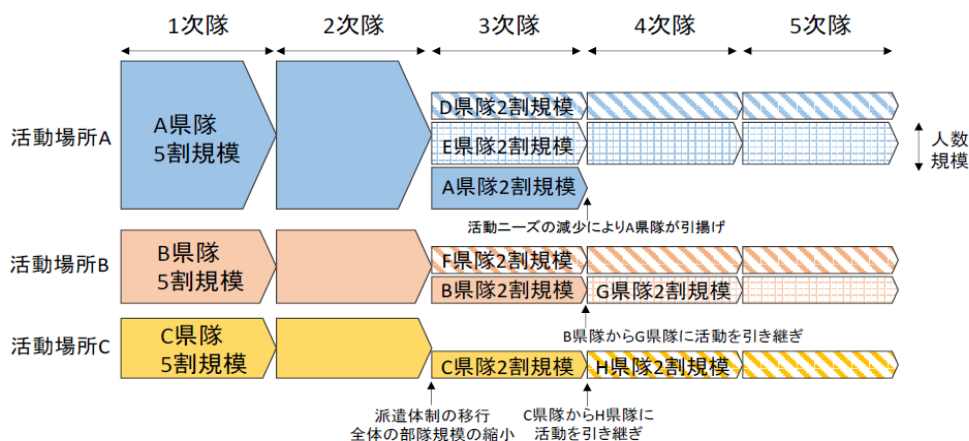 1次隊 2次隊 3次隊 4次隊 5次隊
活動場所A
A県隊
5割規模
D県隊2割規模
E県隊2割規模
A県隊2割規模
人数
規模
活動ニーズの減少によりA県隊が引揚げ
活動場所B
B県隊
5割規模
F県隊2割規模
B県隊2割規模
G県隊2割規模
B県隊からG県隊に活動を引き継ぎ
活動場所C
C県隊
5割規模
C県隊2割規模
H県隊2割規模
派遣体制の移行
全体の部隊規模の縮小
C県隊からH県隊に
活動を引き継ぎ